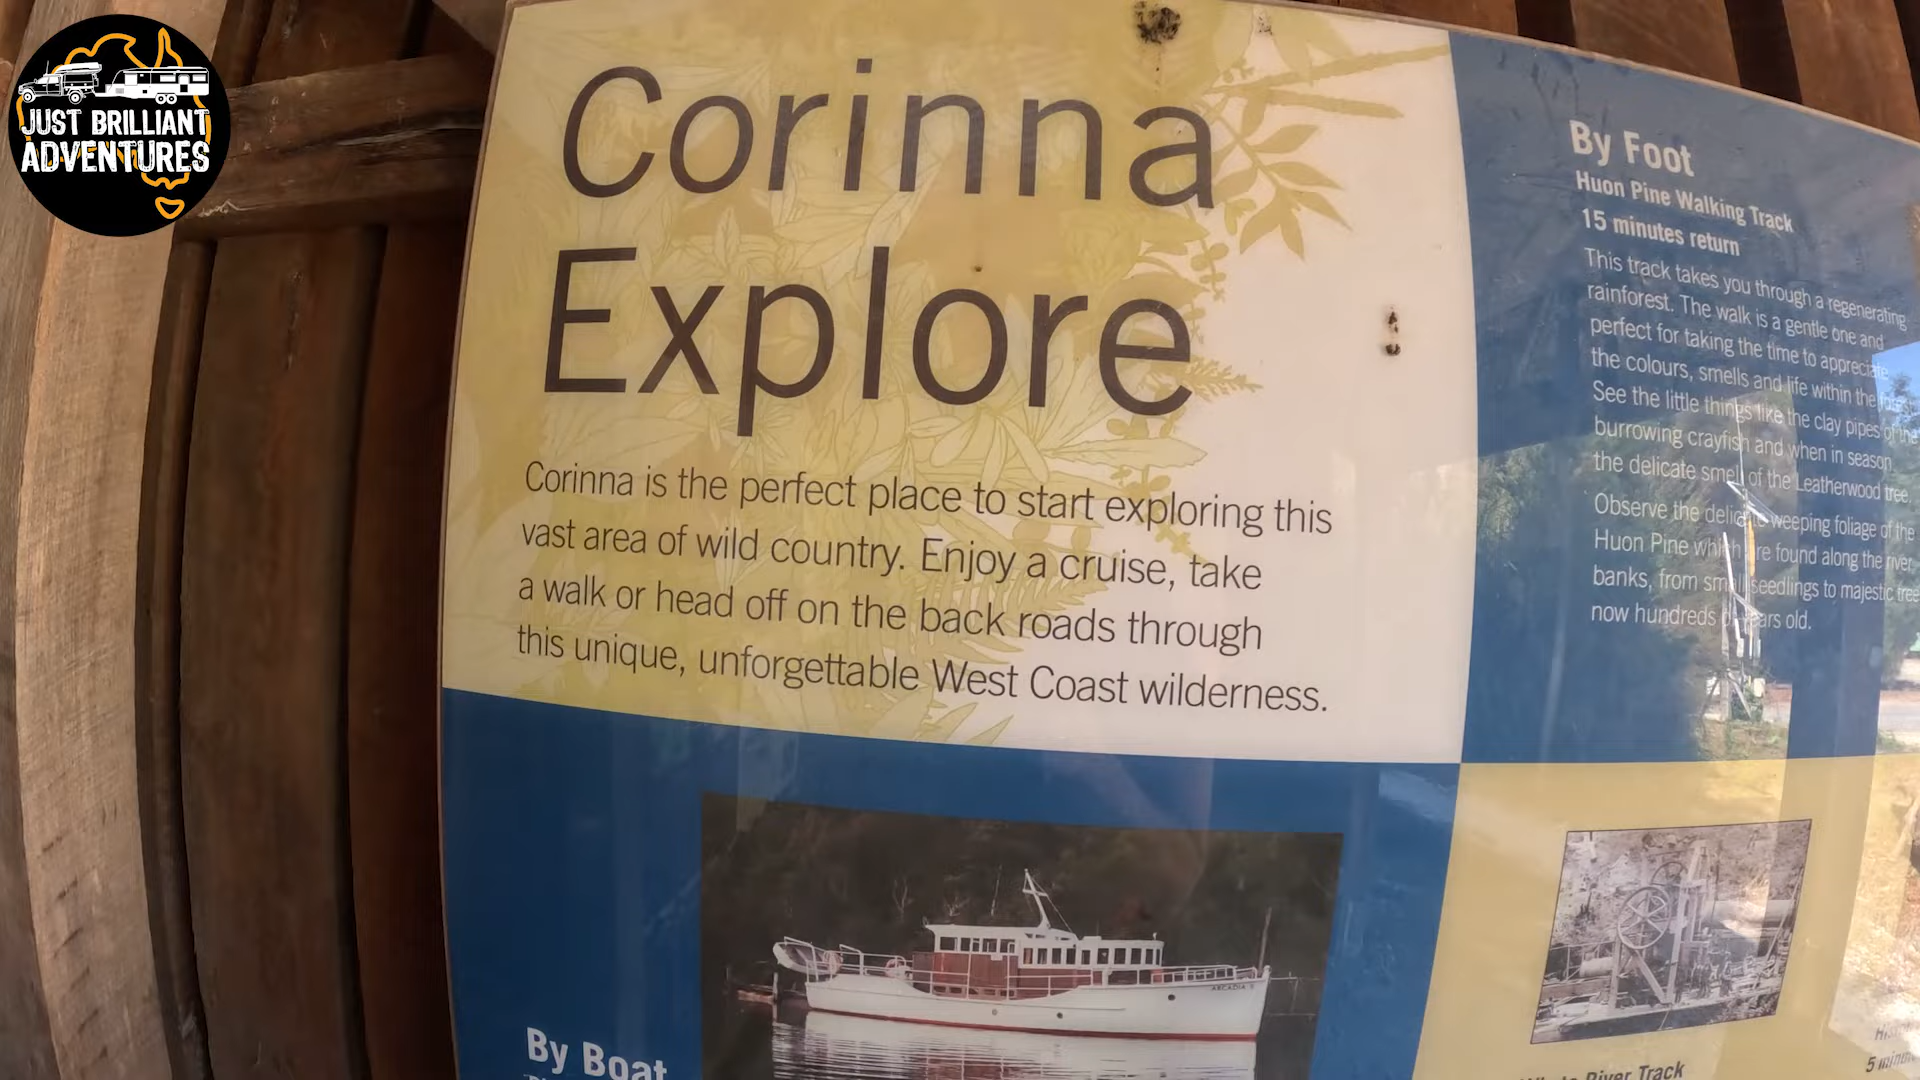 JUST BRILLIANT
ADVENTURES
Corinna
Explore
Corinna is the perfect place to start exploring this
vast area of wild country. Enjoy a cruise, take
a walk or head off on the back roads through
this unique, unforgettable West Coast wilderness.
By Foot
Huon Pine Walking Track
15 minutes return
This track takes you through a regenerating
rainforest. The walk is a gentle one and
perfect for taking the time to appreciate
the colours, smells and life within the
See the little things like the clay pipes of the
burrowing crayfish and when in season,
the delicate smell of the Leatherwood tree.
Observe the delicate weeping foliage of the
Huon Pine which are found along the river
banks, from small seedlings to majestic tree
now hundreds of years old.
ARCADIA II
By Boat
River Track
5